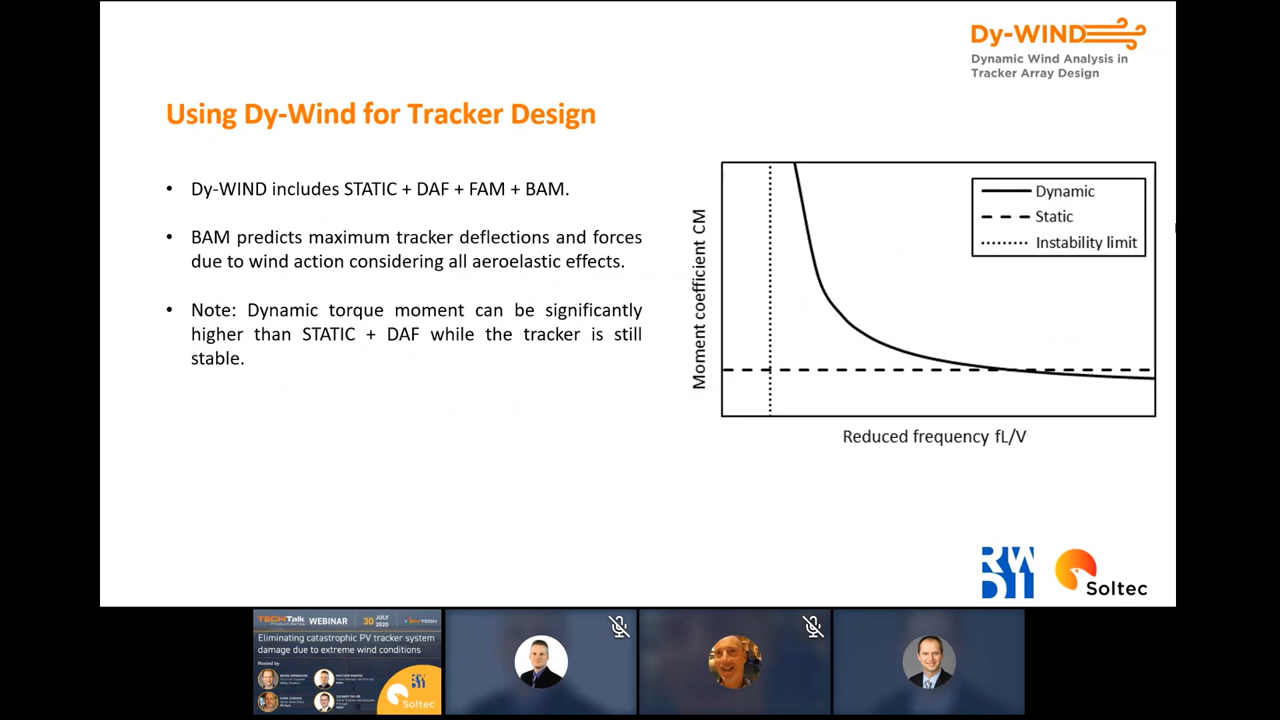 Dy-WIND
Dynamic Wind Analysis in
Tracker Array Design
Using Dy-Wind for Tracker Design
• Dy-WIND includes STATIC + DAF + FAM + BAM.
• BAM predicts maximum tracker deflections and forces
due to wind action considering all aeroelastic effects.
• Note: Dynamic torque moment can be significantly
higher than STATIC + DAF while the tracker is still
stable.
Moment coefficient CM
Dynamic
Static
Instability limit
Reduced frequency fL/V
RWDI
Soltec
TECHTalk
WEBINAR
30 JULY
2020
Eliminating catastrophic PV tracker system
damage due to extreme wind conditions
Hosted by
Soltec